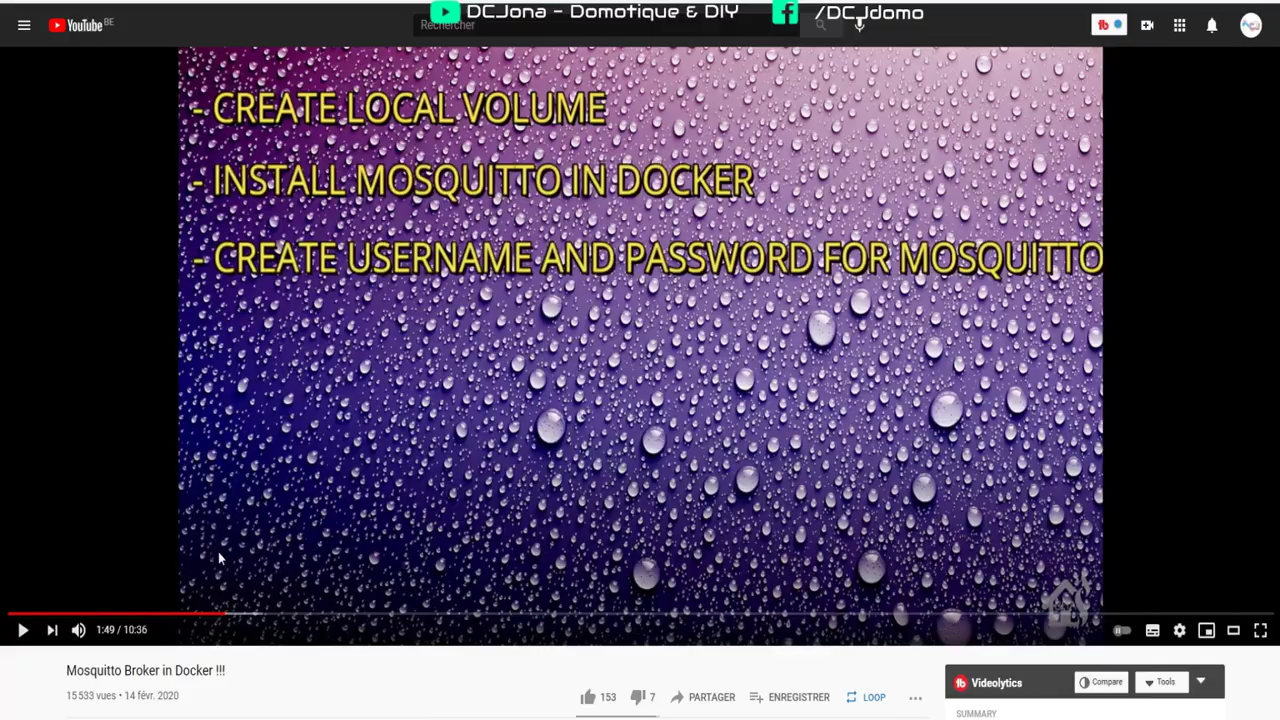 DCJona - Domotique & DIY
/DCJdomo
YouTube BE
Rechercher
- CREATE LOCAL VOLUME
- INSTALL MOSQUITTO IN DOCKER
- CREATE USERNAME AND PASSWORD FOR MOSQUITTO
1:49 / 10:36
Mosquitto Broker in Docker !!!
15 533 vues • 14 févr. 2020
153
7
PARTAGER
ENREGISTRER
LOOP
Videolytics
Compare
Tools
SUMMARY